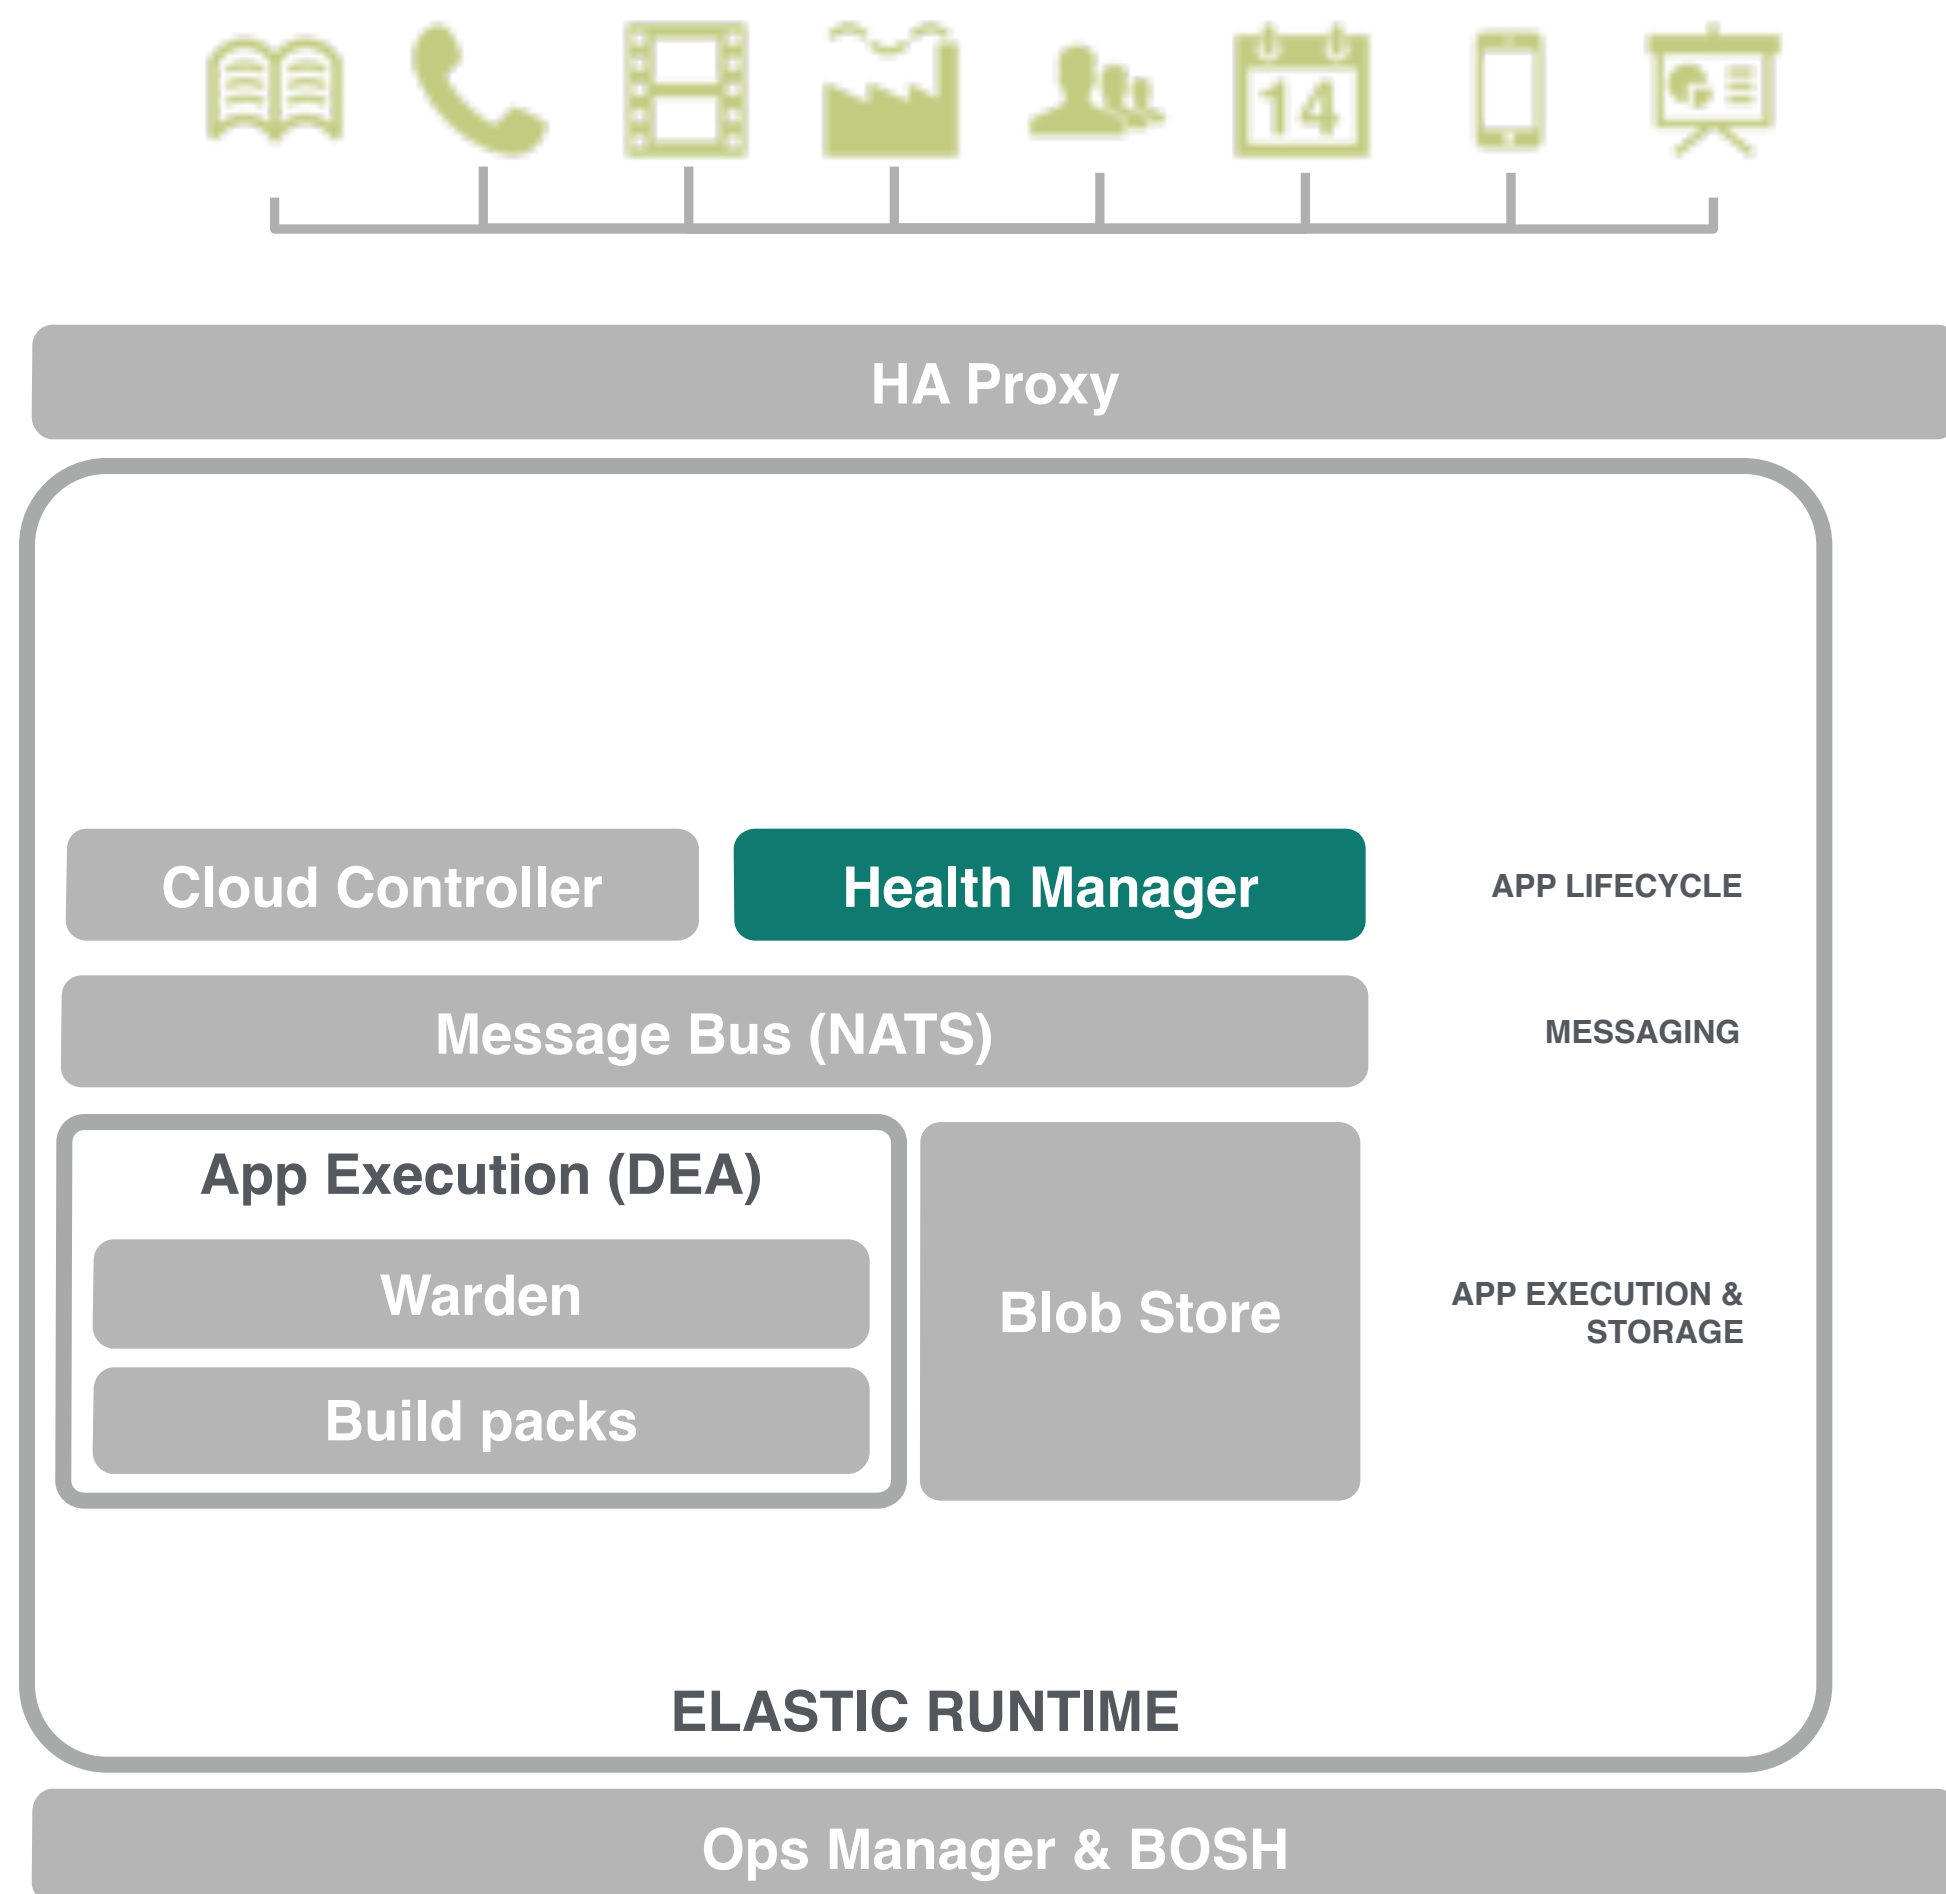 14
HA Proxy
Cloud Controller
Health Manager
APP LIFECYCLE
Message Bus (NATS)
MESSAGING
App Execution (DEA)
Warden
Build packs
Blob Store
APP EXECUTION &
STORAGE
ELASTIC RUNTIME
Ops Manager & BOSH